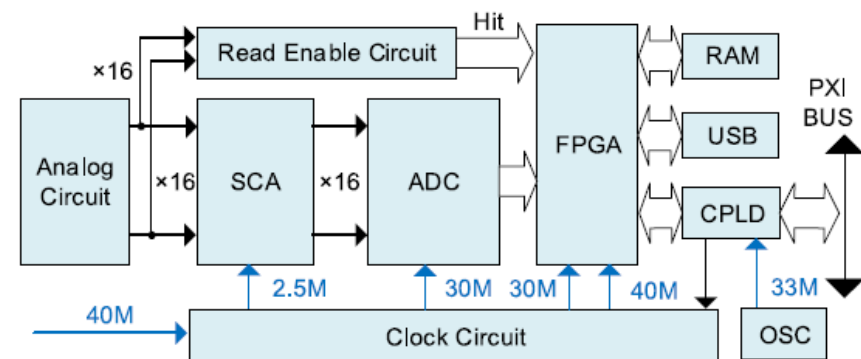 Hit
Read Enable Circuit
RAM
×16
PXI
BUS
Analog
Circuit
×16
SCA
×16
ADC
FPGA
USB
CPLD
2.5M
30M
30M
40M
33M
40M
Clock Circuit
OSC